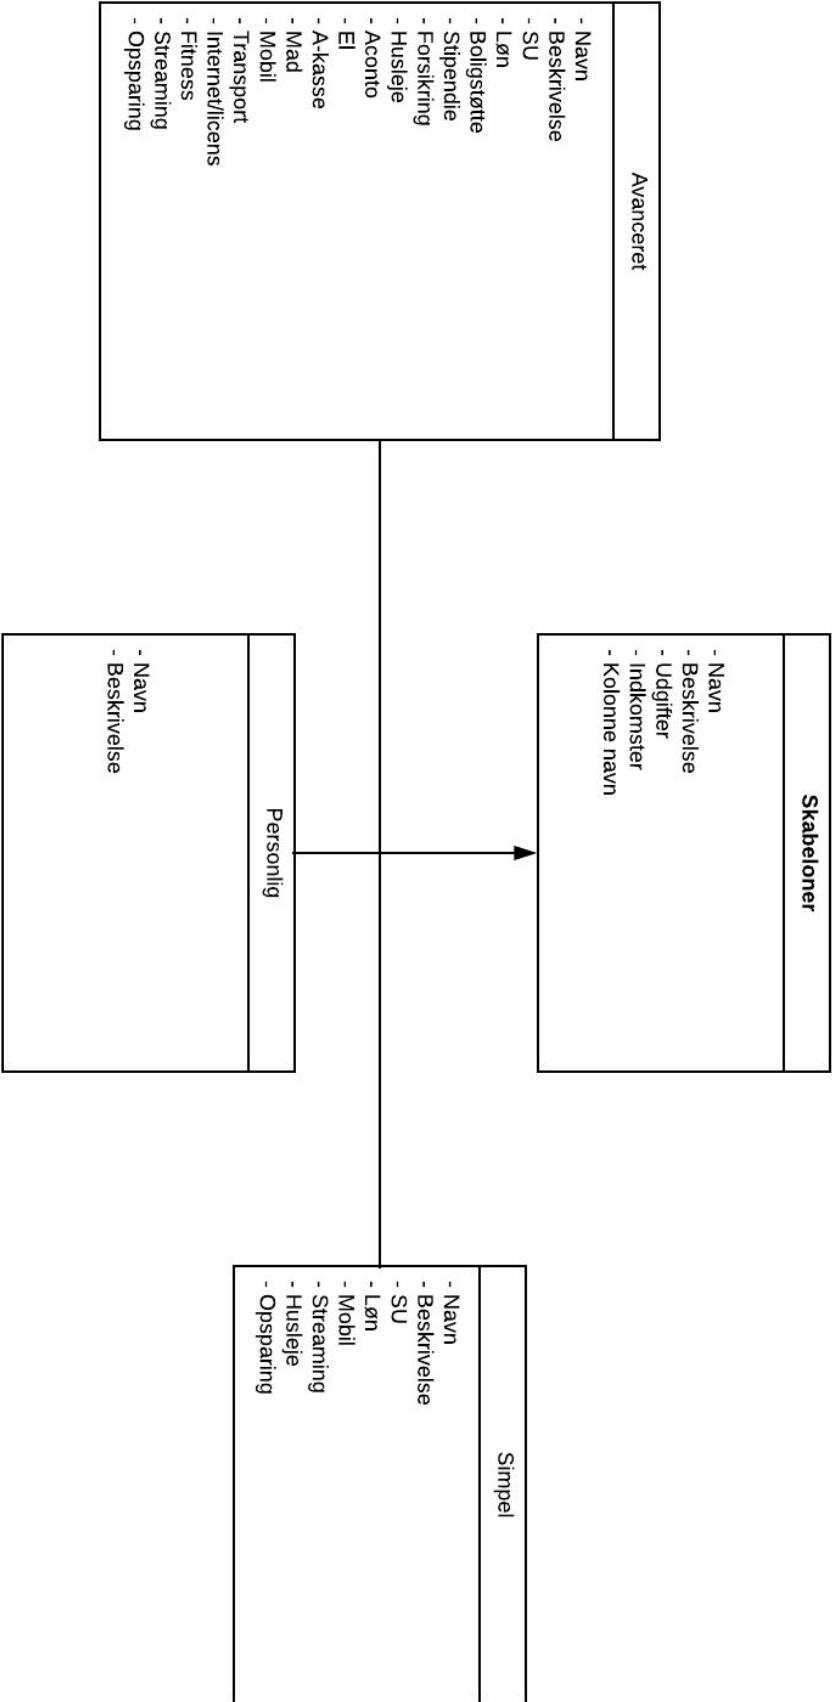 Skabeloner
- Navn
- Beskrivelse
- Udgifter
- Indkomster
- Kolonne navn
Avanceret
- Navn
- Beskrivelse
- SU
- Løn
- Boligstøtte
- Stipendie
- Forsikring
- Husleje
- Aconto
- El
- A-kasse
- Mad
- Mobil
- Transport
- Internet/licens
- Fitness
- Streaming
- Opsparing
Personlig
- Navn
- Beskrivelse
Simpel
- Navn
- Beskrivelse
- SU
- Løn
- Mobil
- Streaming
- Husleje
- Opsparing